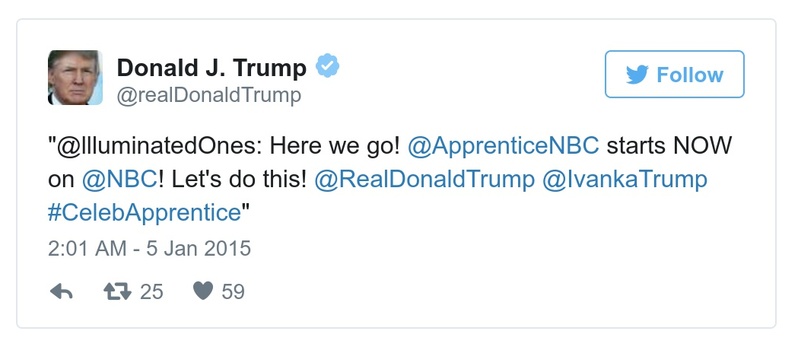 Donald J. Trump
Follow
@realDonaldTrump
"@IlluminatedOnes: Here we go! @ApprenticeNBC starts NOW
on @NBC! Let's do this! @RealDonaldTrump @IvankaTrump
#CelebApprentice"
2:01 AM - 5 Jan 2015
25 59